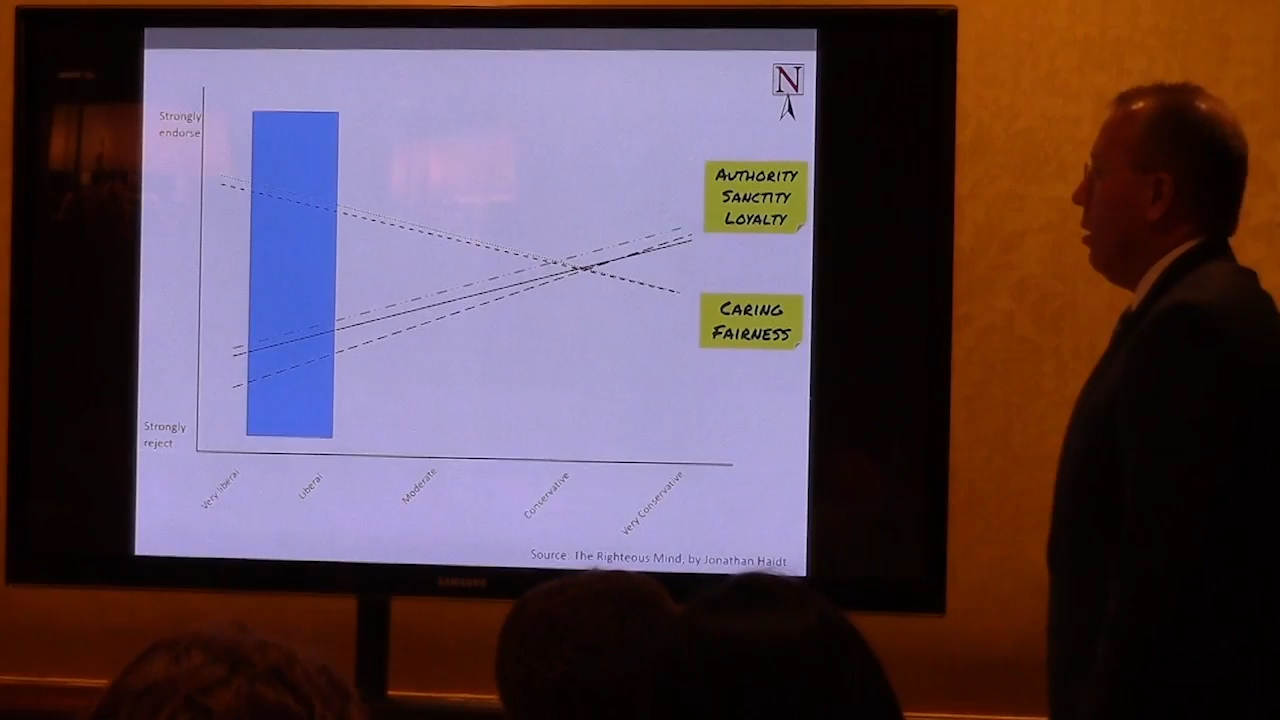 N
Strongly
endorse
AUTHORITY
SANCTITY
LOYALTY
CARING
FAIRNESS
Strongly
reject
Very liberal
Liberal
Moderate
Conservative
Very Conservative
Source: The Righteous Mind, by Jonathan Haidt
SAMSUNG